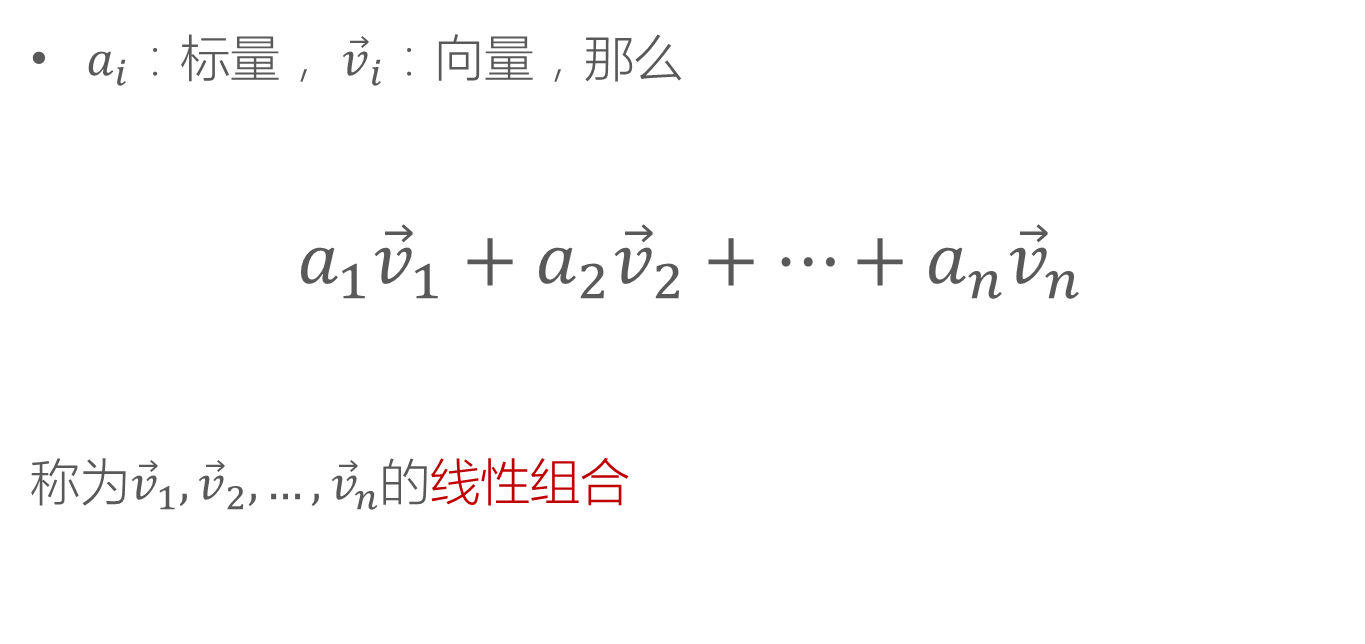 • aᵢ：标量， v⃗ᵢ：向量，那么
a₁v⃗₁ + a₂v⃗₂ + ⋯ + aₙv⃗ₙ
称为v⃗₁, v⃗₂, … , v⃗ₙ的线性组合